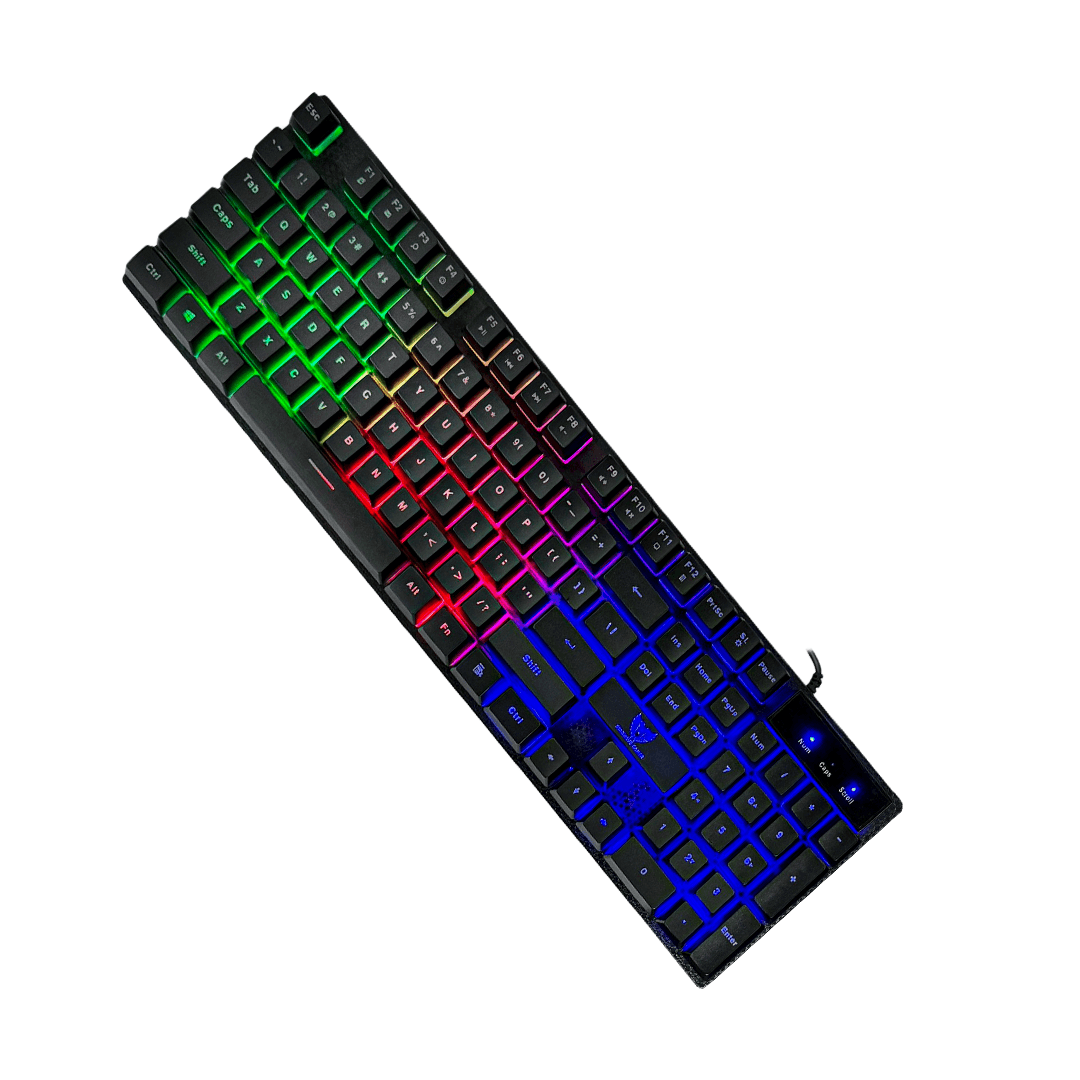 Esc F1 F2 F3 F4 F5 F6 F7 F8 F9 F10 F11 F12 PrtSc SL Pause
` ~ 1! 2@ 3# 4$ 5% 6^ 7& 8* 9( 0) - _ = + ← Ins Home PgUp Num / * -
Tab Q W E R T Y U I O P [{ ]} \| Del End PgDn 7 8▲ 9 +
Caps A S D F G H J K L ;: '" ↵ 4◄ 5 6►
Shift Z X C V B N M ,< .> /? Shift 1 2▼ 3 Enter
Ctrl Alt Alt Fn Ctrl 0 .
Num
Caps
Scroll